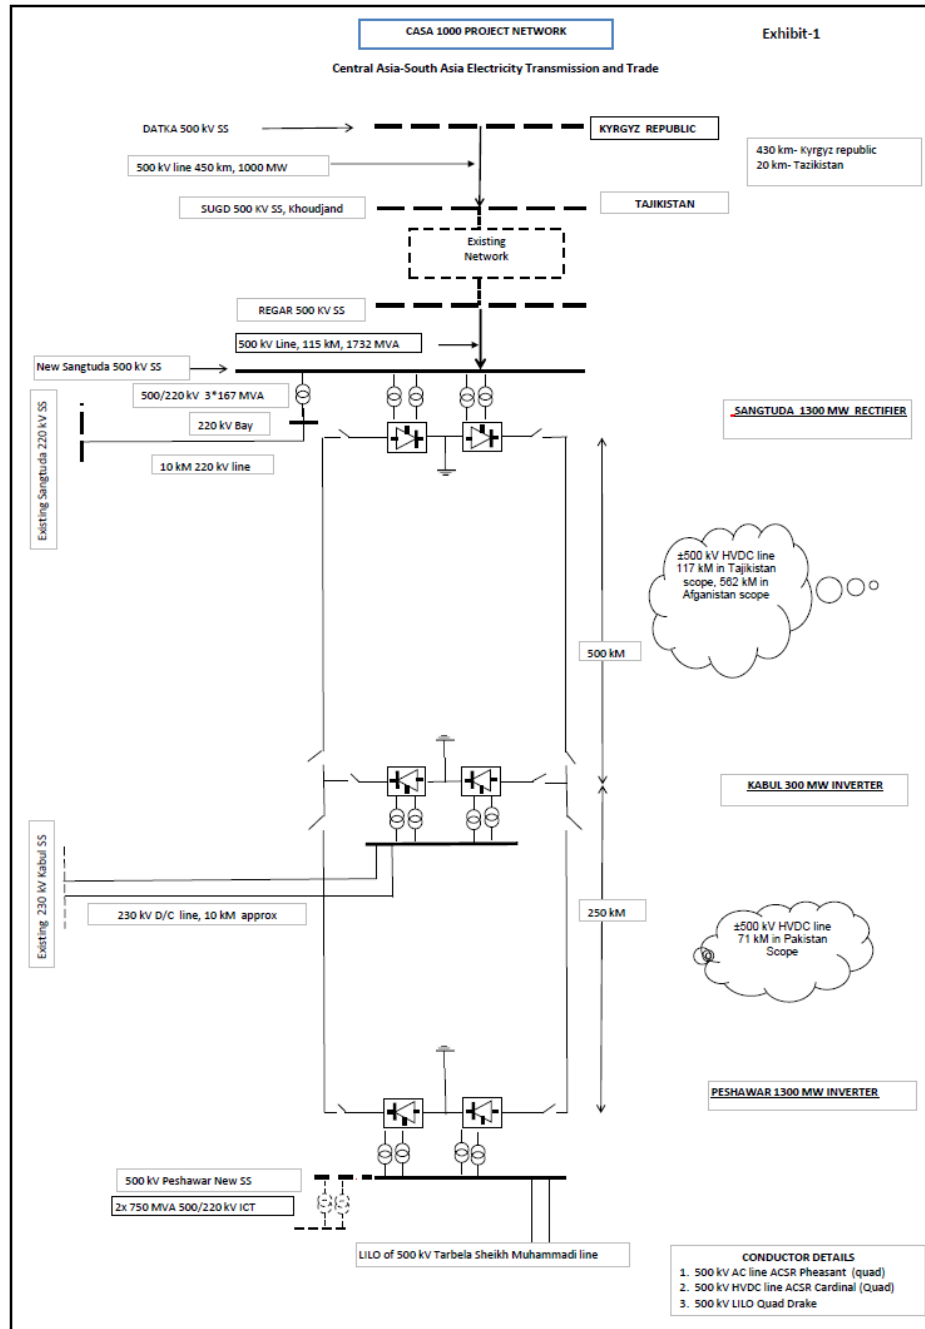 CASA 1000 PROJECT NETWORK
Exhibit-1
Central Asia-South Asia Electricity Transmission and Trade
DATKA 500 kV SS
KYRGYZ REPUBLIC
500 kV line 450 km, 1000 MW
430 km- Kyrgyz republic
20 km- Tazikistan
SUGD 500 KV SS, Khoudjand
TAJIKISTAN
Existing
Network
REGAR 500 KV SS
500 kV Line, 115 kM, 1732 MVA
New Sangtuda 500 kV SS
500/220 kV 3*167 MVA
SANGTUDA 1300 MW RECTIFIER
220 kV Bay
Existing Sangtuda 220 kV SS
10 kM 220 kV line
±500 kV HVDC line
117 kM in Tajikistan
scope, 562 kM in
Afganistan scope
500 kM
KABUL 300 MW INVERTER
Existing 230 kV Kabul SS
230 kV D/C line, 10 kM approx
250 kM
±500 kV HVDC line
71 kM in Pakistan
Scope
PESHAWAR 1300 MW INVERTER
500 kV Peshawar New SS
2x 750 MVA 500/220 kV ICT
LILO of 500 kV Tarbela Sheikh Muhammadi line
CONDUCTOR DETAILS
1. 500 kV AC line ACSR Pheasant (quad)
2. 500 kV HVDC line ACSR Cardinal (Quad)
3. 500 kV LILO Quad Drake